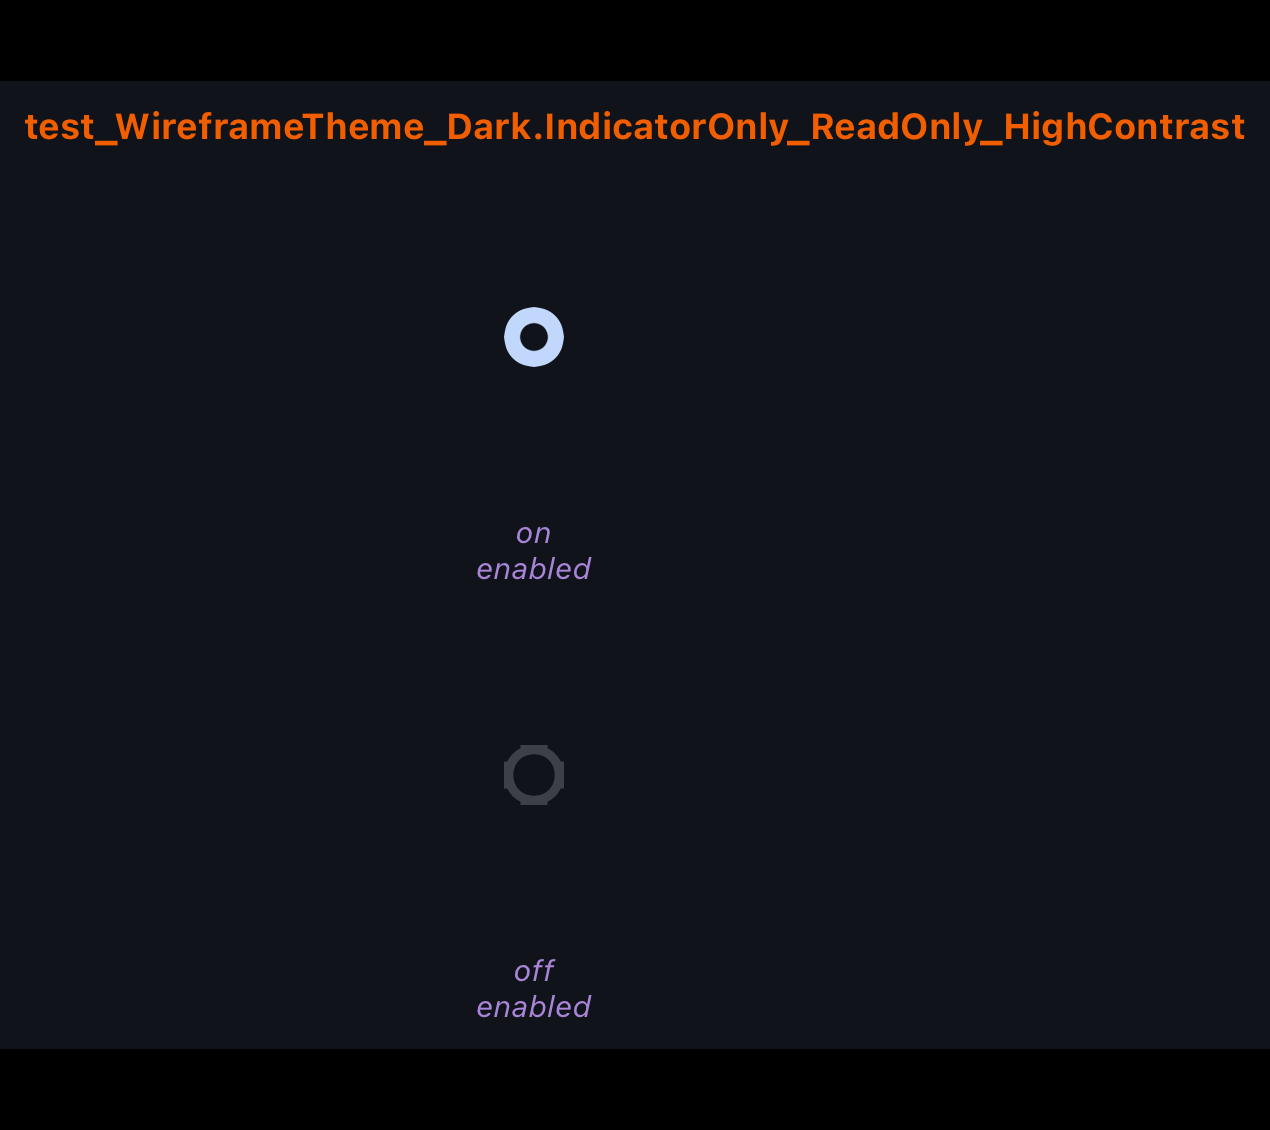 test_WireframeTheme_Dark.IndicatorOnly_ReadOnly_HighContrast
on
enabled
off
enabled